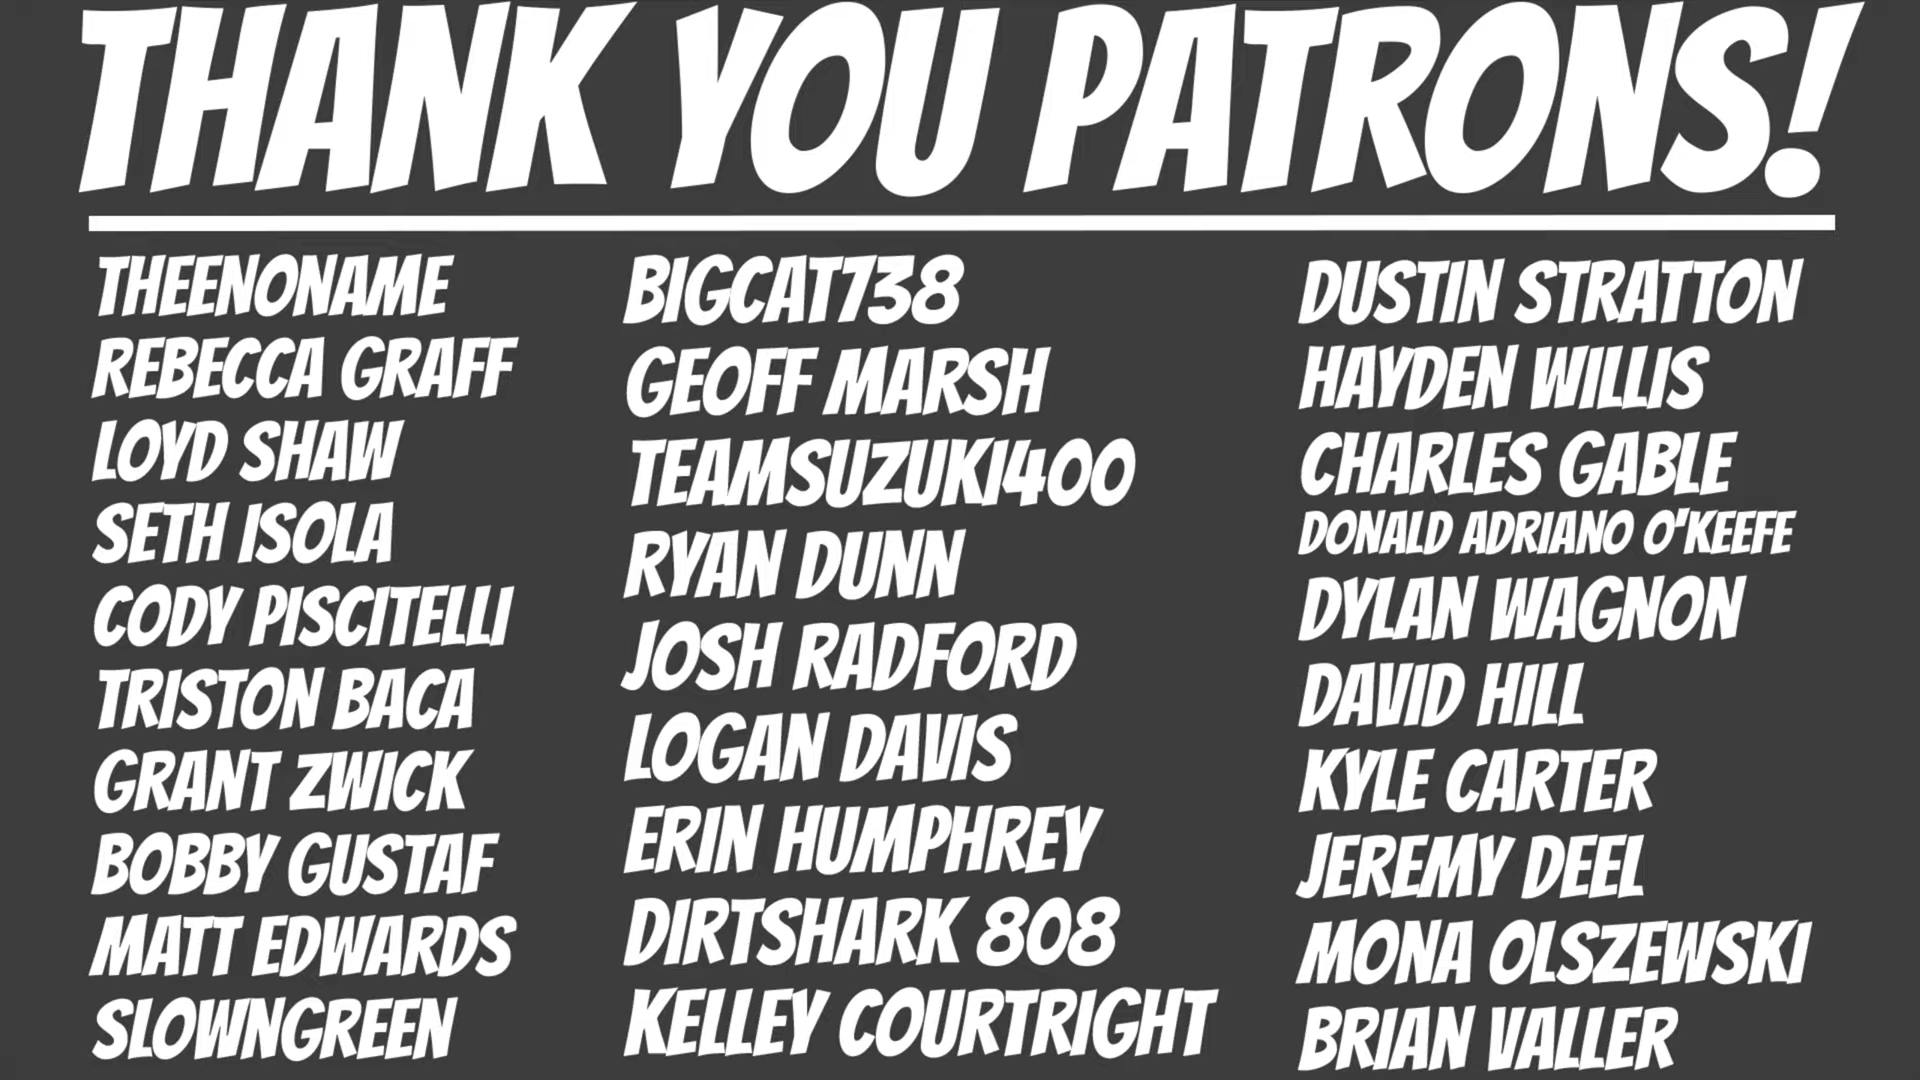 THANK YOU PATRONS!
THEENONAME
REBECCA GRAFF
LOYD SHAW
SETH ISOLA
CODY PISCITELLI
TRISTON BACA
GRANT ZWICK
BOBBY GUSTAF
MATT EDWARDS
SLOWNGREEN
BIGCAT738
GEOFF MARSH
TEAMSUZUKI400
RYAN DUNN
JOSH RADFORD
LOGAN DAVIS
ERIN HUMPHREY
DIRTSHARK 808
KELLEY COURTRIGHT
DUSTIN STRATTON
HAYDEN WILLIS
CHARLES GABLE
DONALD ADRIANO O'KEEFE
DYLAN WAGNON
DAVID HILL
KYLE CARTER
JEREMY DEEL
MONA OLSZEWSKI
BRIAN VALLER